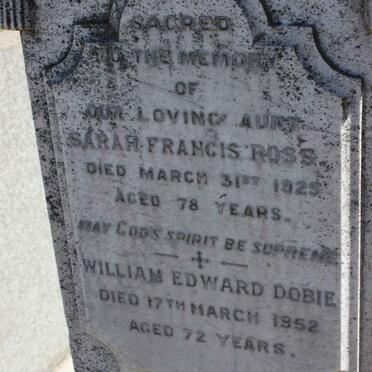 SACRED
TO THE MEMORY
OF
OUR LOVING AUNT
SARAH FRANCIS ROSS.
DIED MARCH 31ST 1925
AGED 78 YEARS.
MAY GOD'S SPIRIT BE SUPREME
WILLIAM EDWARD DOBIE
DIED 17TH MARCH 1952
AGED 72 YEARS.